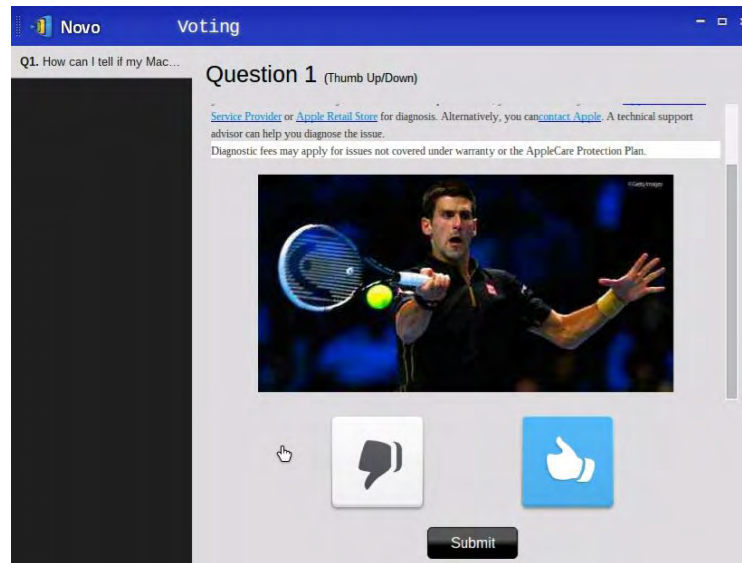 Novo Voting
Q1. How can I tell if my Mac...
Question 1 (Thumb Up/Down)
Service Provider or Apple Retail Store for diagnosis. Alternatively, you cancontact Apple. A technical support
advisor can help you diagnose the issue.
Diagnostic fees may apply for issues not covered under warranty or the AppleCare Protection Plan.
©Getty Images
Submit